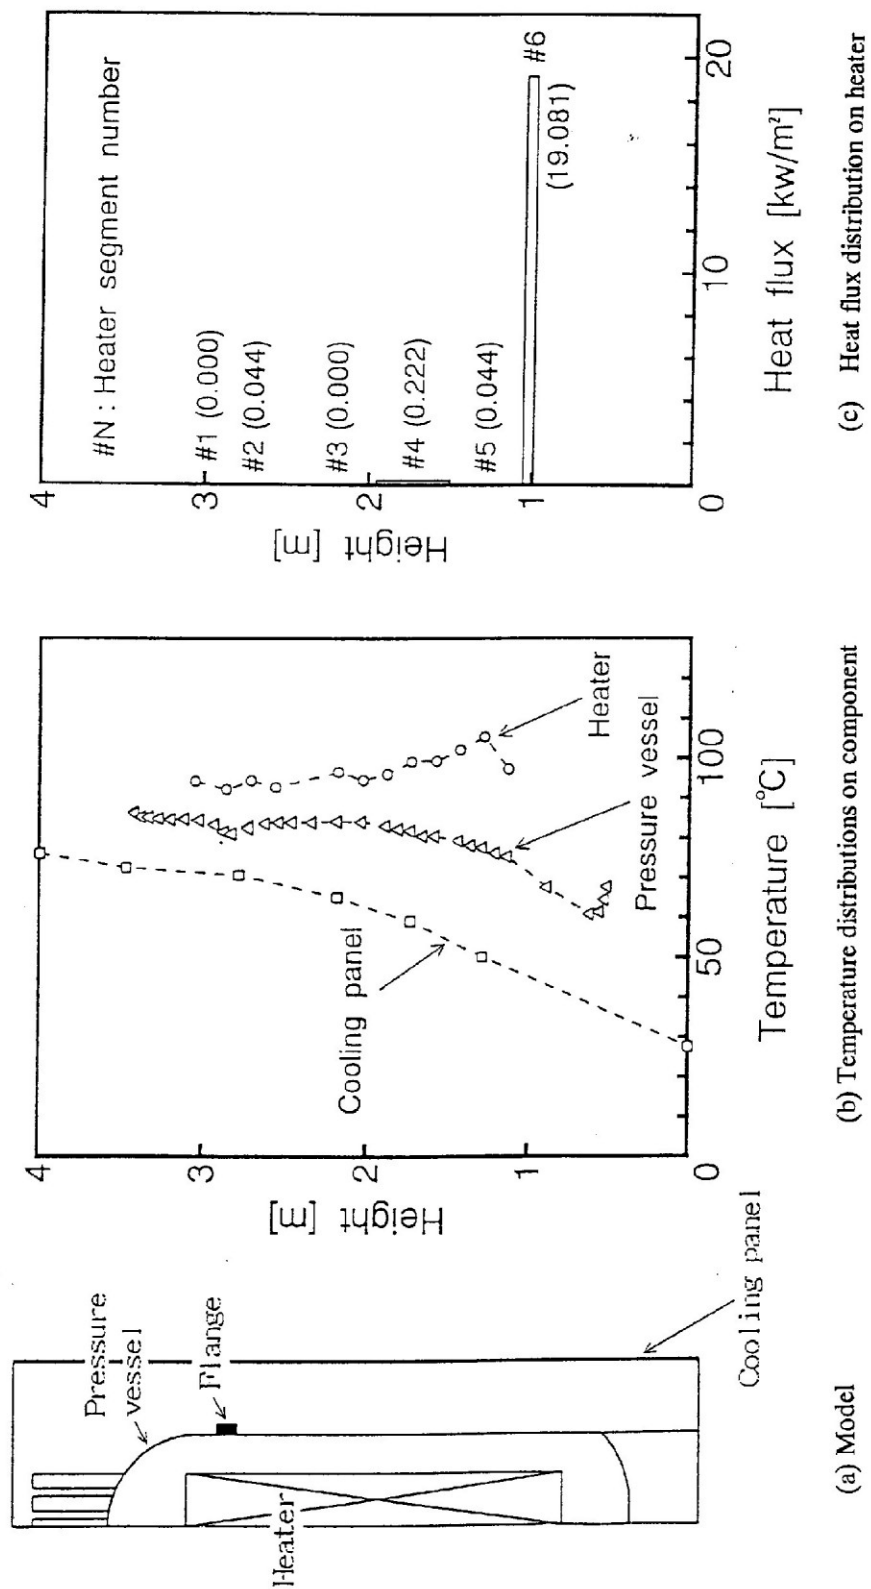 Pressure
vessel
Flange
Heater
Cooling panel
(a) Model
4
3
2
1
0
Height [m]
Cooling panel
Pressure vessel
Heater
50
100
Temperature [°C]
(b) Temperature distributions on component
4
3
2
1
0
Height [m]
#N : Heater segment number
#1 (0.000)
#2 (0.044)
#3 (0.000)
#4 (0.222)
#5 (0.044)
#6
(19.081)
10
20
Heat flux [kw/m²]
(c) Heat flux distribution on heater